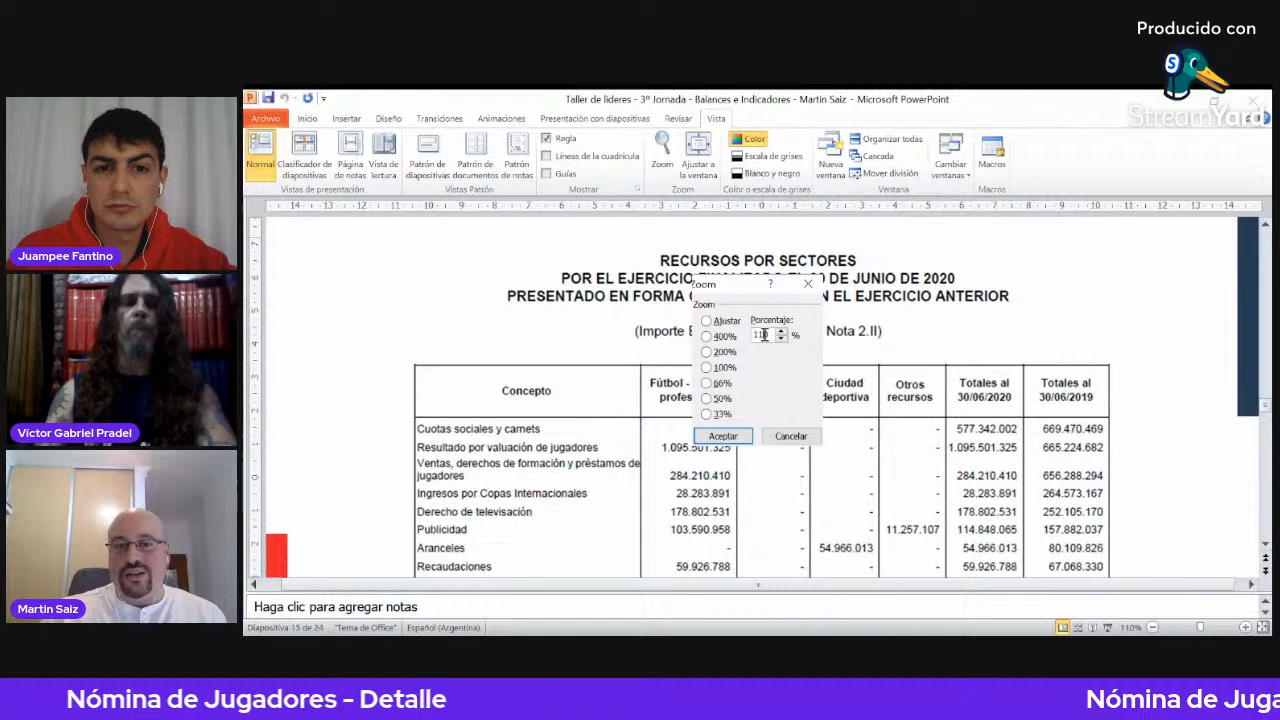 Producido con
StreamYard
Taller de lideres - 3º Jornada - Balances e Indicadores - Martin Saiz - Microsoft PowerPoint
Archivo Inicio Insertar Diseño Transiciones Animaciones Presentación con diapositivas Revisar Vista
Normal
Clasificador de diapositivas
Página de notas
Vista de lectura
Vistas de presentación
Patrón de diapositivas
Patrón de documentos
Patrón de notas
Vistas Patrón
Regla
Líneas de la cuadrícula
Guías
Mostrar
Zoom
Ajustar a la ventana
Zoom
Color
Escala de grises
Blanco y negro
Color o escala de grises
Nueva ventana
Organizar todas
Cascada
Mover división
Cambiar ventanas
Ventana
Macros
Macros
RECURSOS POR SECTORES
POR EL EJERCICIO DE JUNIO DE 2020
PRESENTADO EN FORMA N EL EJERCICIO ANTERIOR
(Importe Nota 2.II)
Zoom
Zoom
Ajustar
400%
200%
100%
66%
50%
33%
Porcentaje:
%
Aceptar Cancelar
Concepto Fútbol - profes Ciudad deportiva Otros recursos Totales al 30/06/2020 Totales al 30/06/2019
Cuotas sociales y carnets - - 577.342.002 669.470.469
Resultado por valuación de jugadores 1.095.501.325 - - - 1.095.501.325 665.224.682
Ventas, derechos de formación y préstamos de
jugadores 284.210.410 - - - 284.210.410 656.288.294
Ingresos por Copas Internacionales 28.283.891 - - - 28.283.891 264.573.167
Derecho de televisación 178.802.531 - - - 178.802.531 252.105.170
Publicidad 103.590.958 - - 11.257.107 114.848.065 157.882.037
Aranceles - - 54.966.013 - 54.966.013 80.109.826
Recaudaciones 59.926.788 - - - 59.926.788 67.068.330
Haga clic para agregar notas
Diapositiva 15 de 24 "Tema de Office" Español (Argentina) 110%
Juampee Fantino
Víctor Gabriel Pradel
Martin Saiz
Nómina de Jugadores - Detalle Nómina de Juga